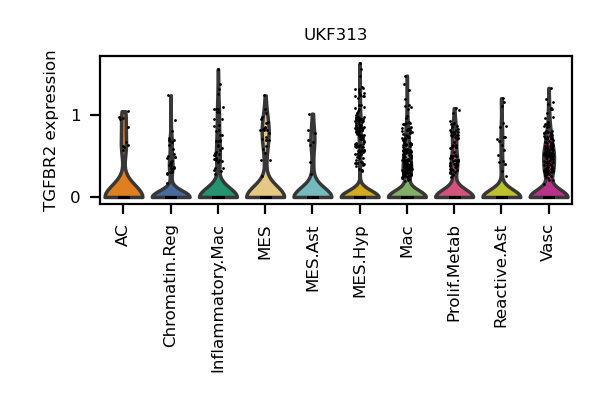 UKF313
TGFBR2 expression
1
0
AC
Chromatin.Reg
Inflammatory.Mac
MES
MES.Ast
MES.Hyp
Mac
Prolif.Metab
Reactive.Ast
Vasc